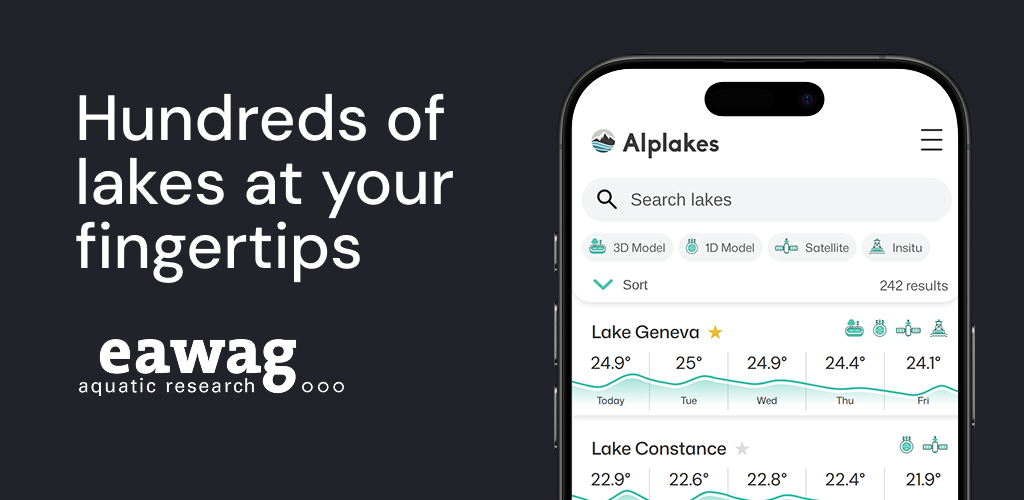 Hundreds of
lakes at your
fingertips
eawag
aquatic research
Alplakes
Search lakes
3D Model 1D Model Satellite Insitu
Sort 242 results
Lake Geneva
24.9° 25° 24.9° 24.4° 24.1°
Today Tue Wed Thu Fri
Lake Constance
22.9° 22.6° 22.8° 22.4° 21.9°